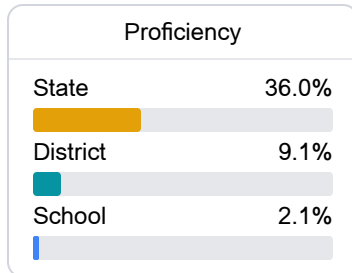 Proficiency
State 36.0%
District 9.1%
School 2.1%